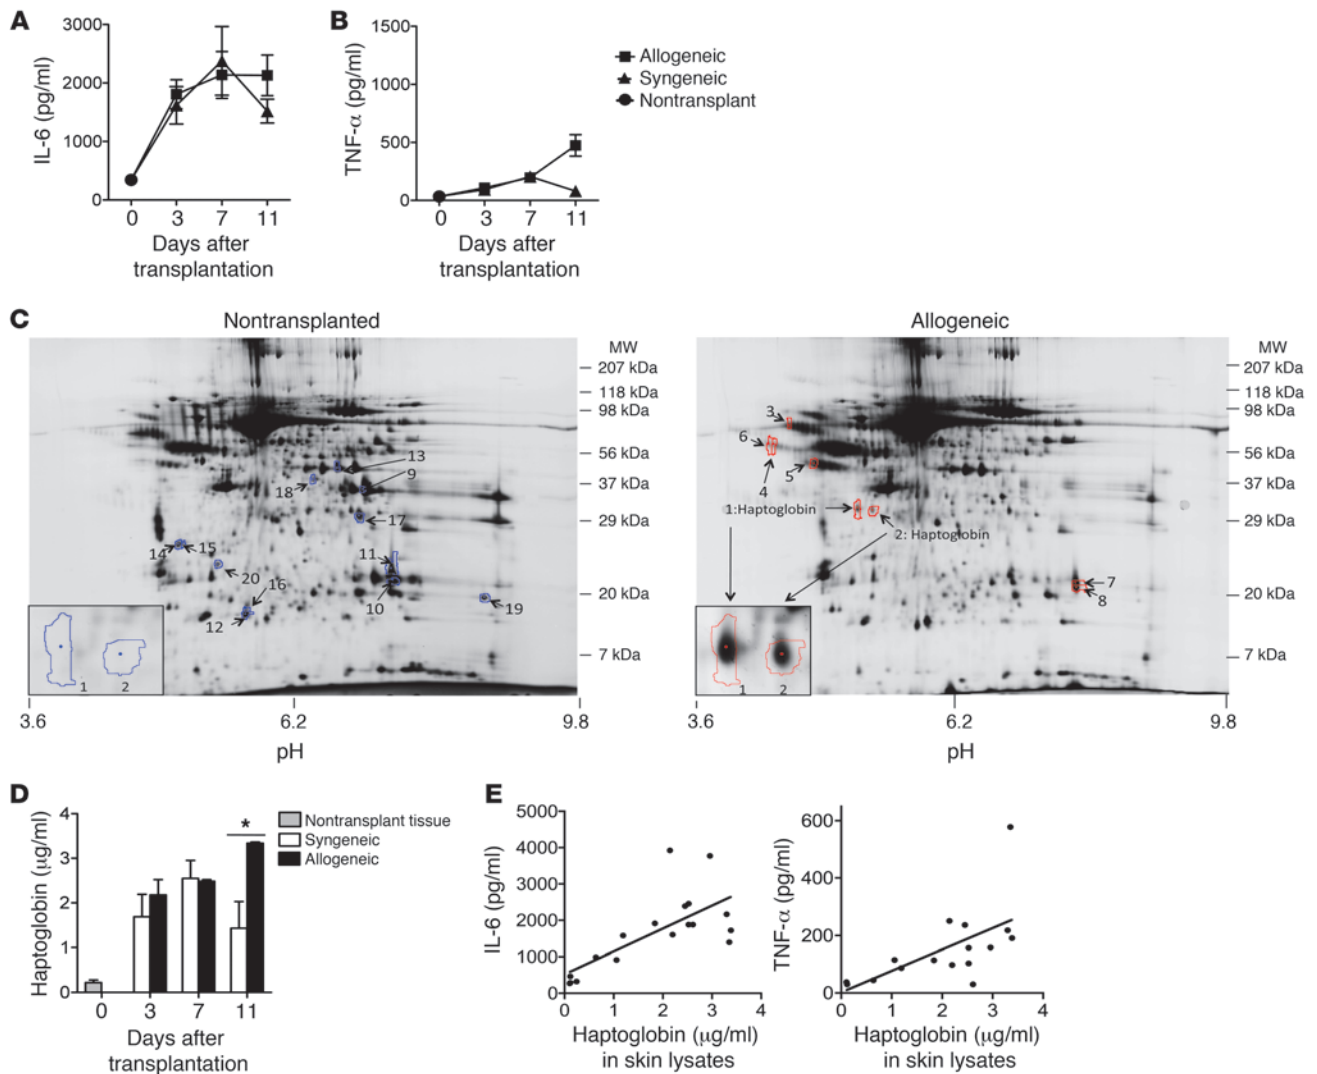 A
3000
2000
1000
0
IL-6 (pg/ml)
0 3 7 11
Days after
transplantation
B
1500
1000
500
0
TNF-α (pg/ml)
0 3 7 11
Days after
transplantation
Allogeneic
Syngeneic
Nontransplant
C
Nontransplanted
MW
207 kDa
118 kDa
98 kDa
56 kDa
37 kDa
29 kDa
20 kDa
7 kDa
13
9
18
17
14
15
11
20
16
10
12
19
1
2
3.6 6.2 9.8
pH
Allogeneic
MW
207 kDa
118 kDa
98 kDa
56 kDa
37 kDa
29 kDa
20 kDa
7 kDa
3
6
5
4
1:Haptoglobin
2: Haptoglobin
7
8
1
2
3.6 6.2 9.8
pH
D
4
3
2
1
0
Haptoglobin (μg/ml)
*
0 3 7 11
Days after
transplantation
Nontransplant tissue
Syngeneic
Allogeneic
E
5000
4000
3000
2000
1000
0
IL-6 (pg/ml)
0 1 2 3 4
Haptoglobin (μg/ml)
in skin lysates
600
400
200
0
TNF-α (pg/ml)
0 1 2 3 4
Haptoglobin (μg/ml)
in skin lysates